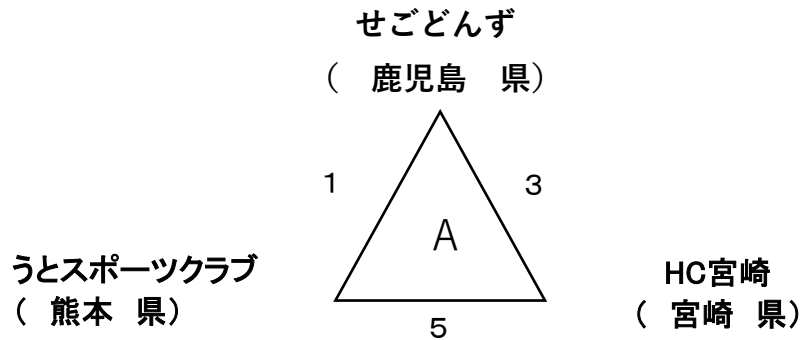 せごどんず
（　鹿児島　県）
1
3
A
うとスポーツクラブ
（　熊本　県）
HC宮崎
（　宮崎　県）
5